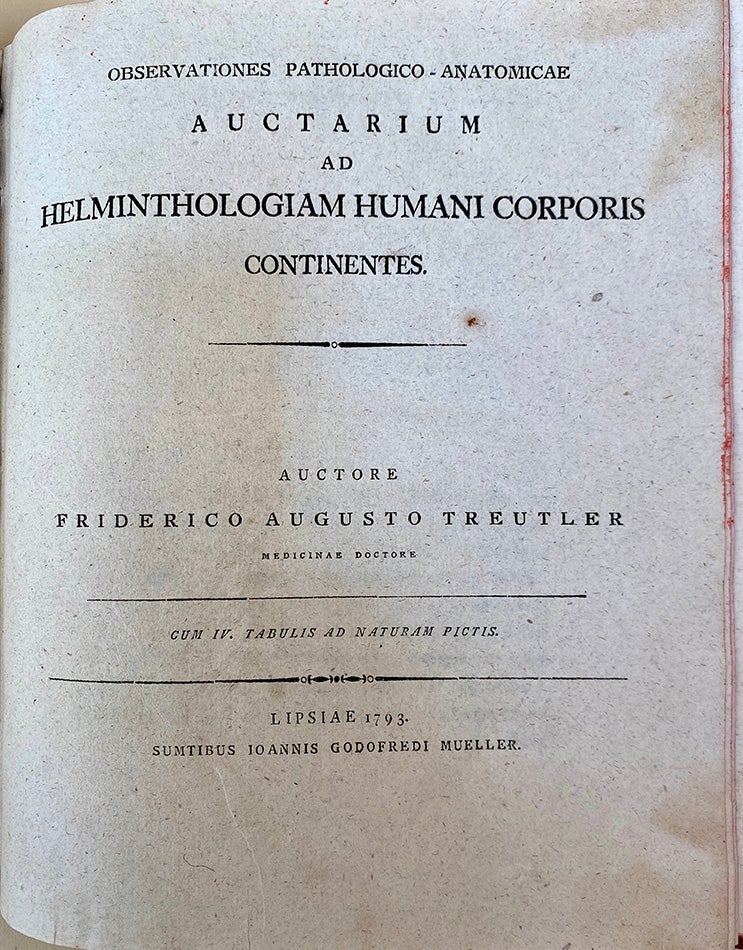 OBSERVATIONES PATHOLOGICO - ANATOMICAE
AUCTARIUM
AD
HELMINTHOLOGIAM HUMANI CORPORIS
CONTINENTES.
AUCTORE
FRIDERICO AUGUSTO TREUTLER
MEDICINAE DOCTORE
CUM IV. TABULIS AD NATURAM PICTIS.
LIPSIAE 1793.
SUMTIBUS IOANNIS GODOFREDI MUELLER.